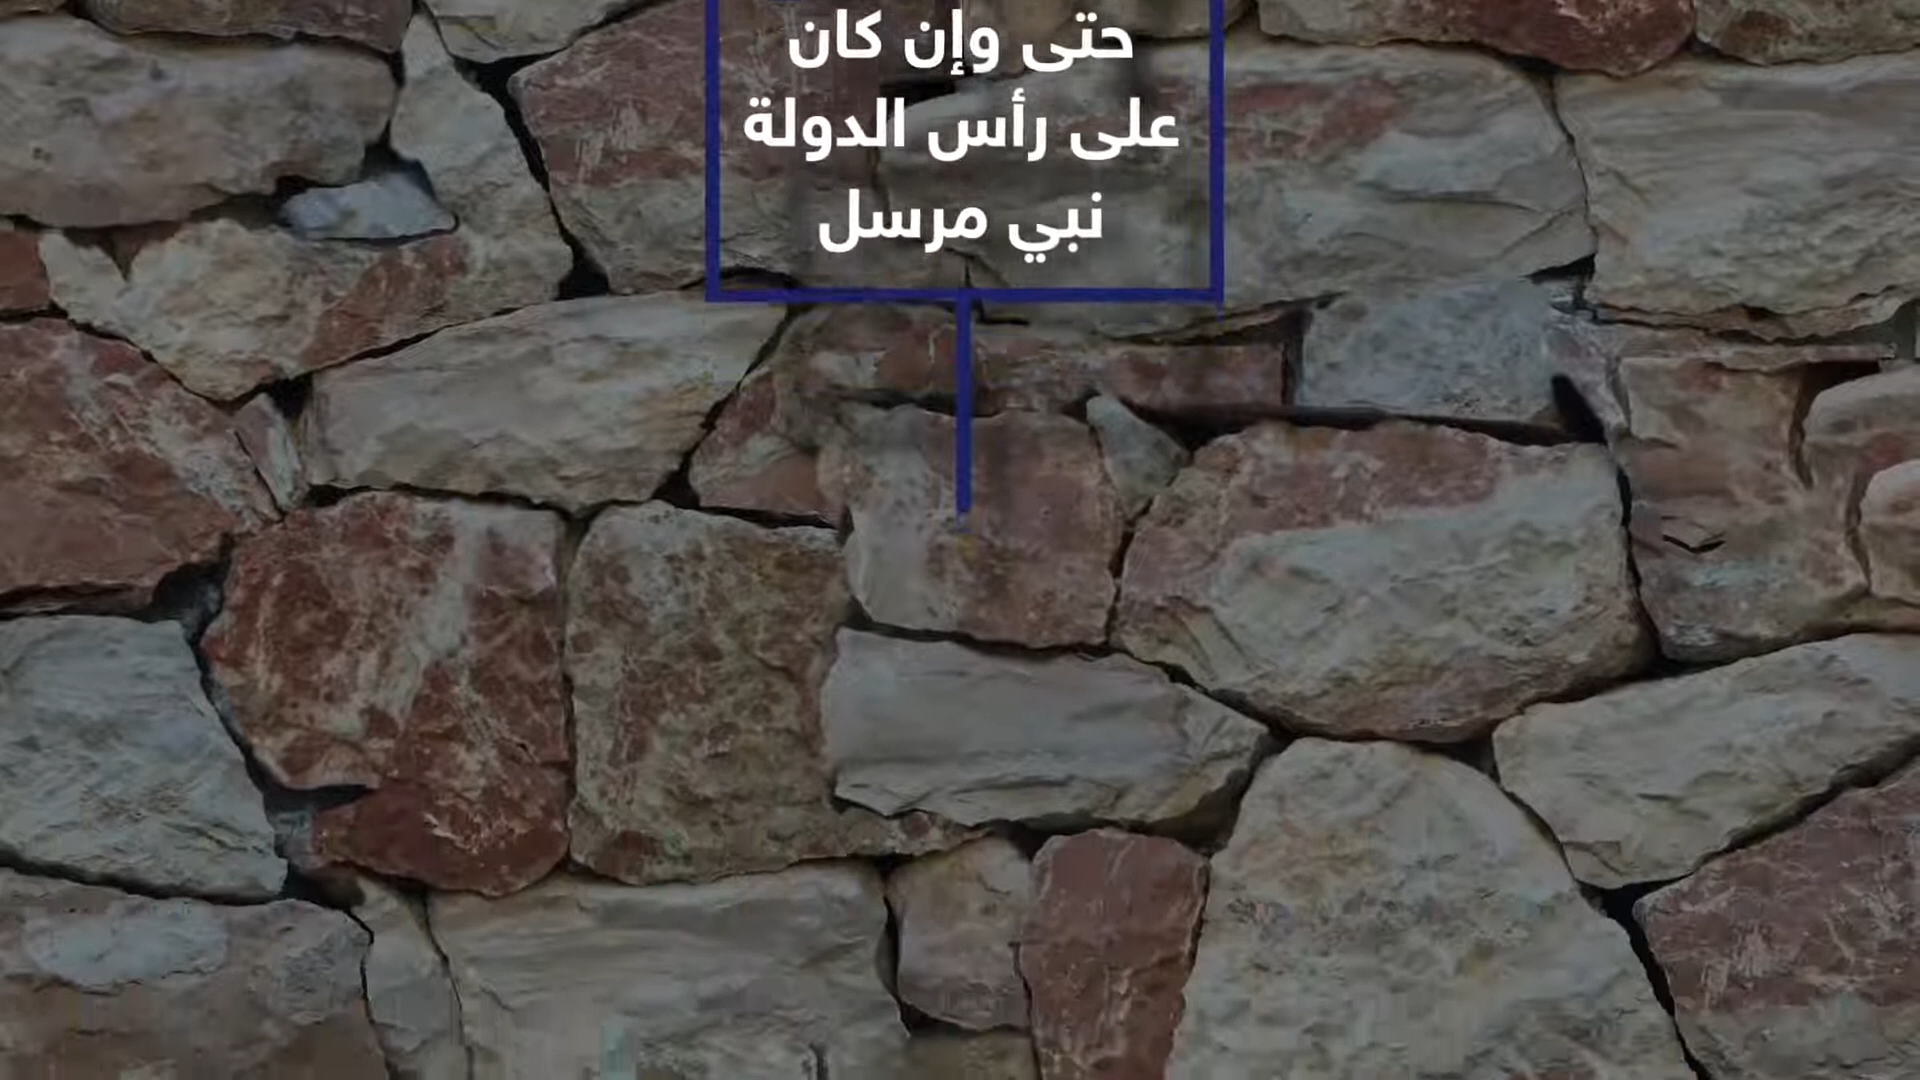 حتى وإن كان
على رأس الدولة
نبي مرسل